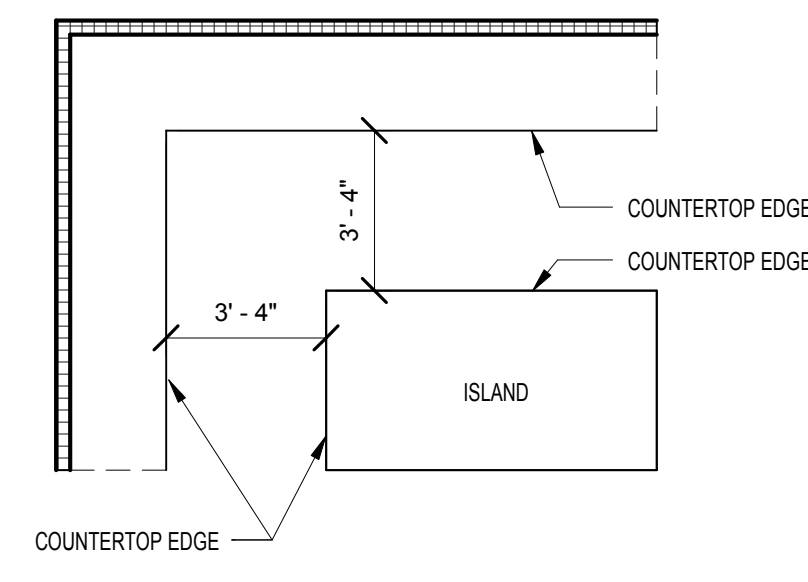 COUNTERTOP EDGE
3' - 4"
COUNTERTOP EDGE
3' - 4"
ISLAND
COUNTERTOP EDGE